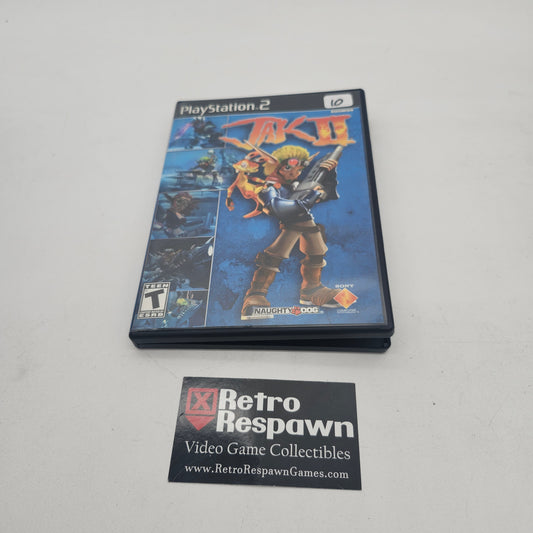 PlayStation 2
10
JAK II
TEEN
T
ESRB
NAUGHTY DOG
SONY
Retro
Respawn
Video Game Collectibles
www.RetroRespawnGames.com